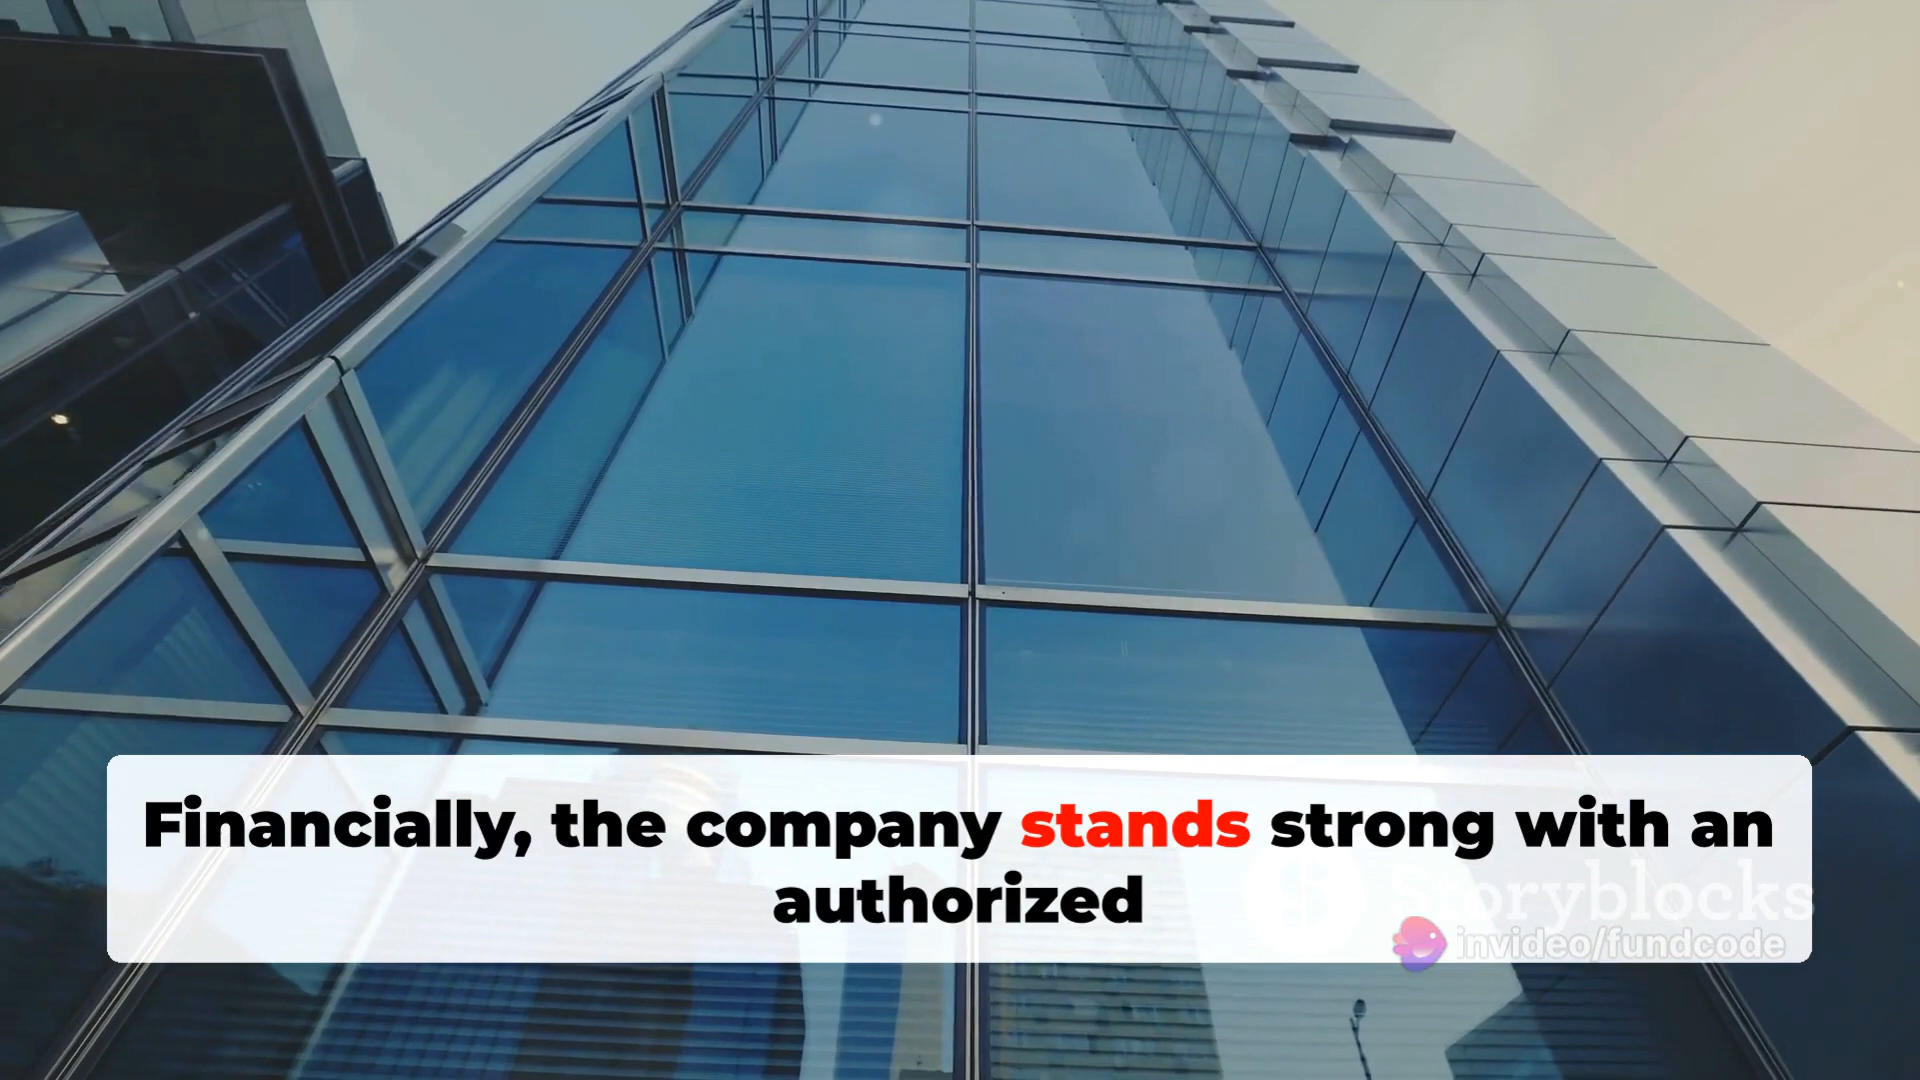 Financially, the company stands strong with an
authorized
Storyblocks
invideo/fundcode